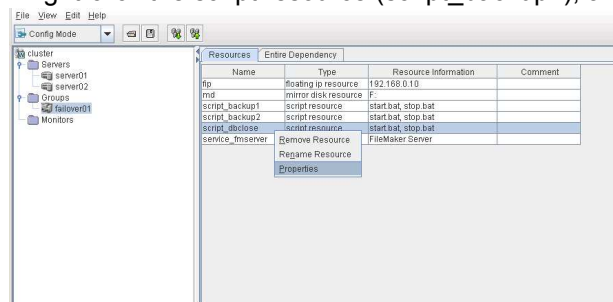 File View Edit Help
Config Mode
cluster
Servers
server01
server02
Groups
failover01
Monitors
Resources Entire Dependency
Name Type Resource Information Comment
fip floating ip resource 192.168.0.10
md mirror disk resource F:
script_backup1 script resource start.bat, stop.bat
script_backup2 script resource start.bat, stop.bat
script_dbclose script resource start.bat, stop.bat
service_fmserver FileMaker Server
Remove Resource
Rename Resource
Properties